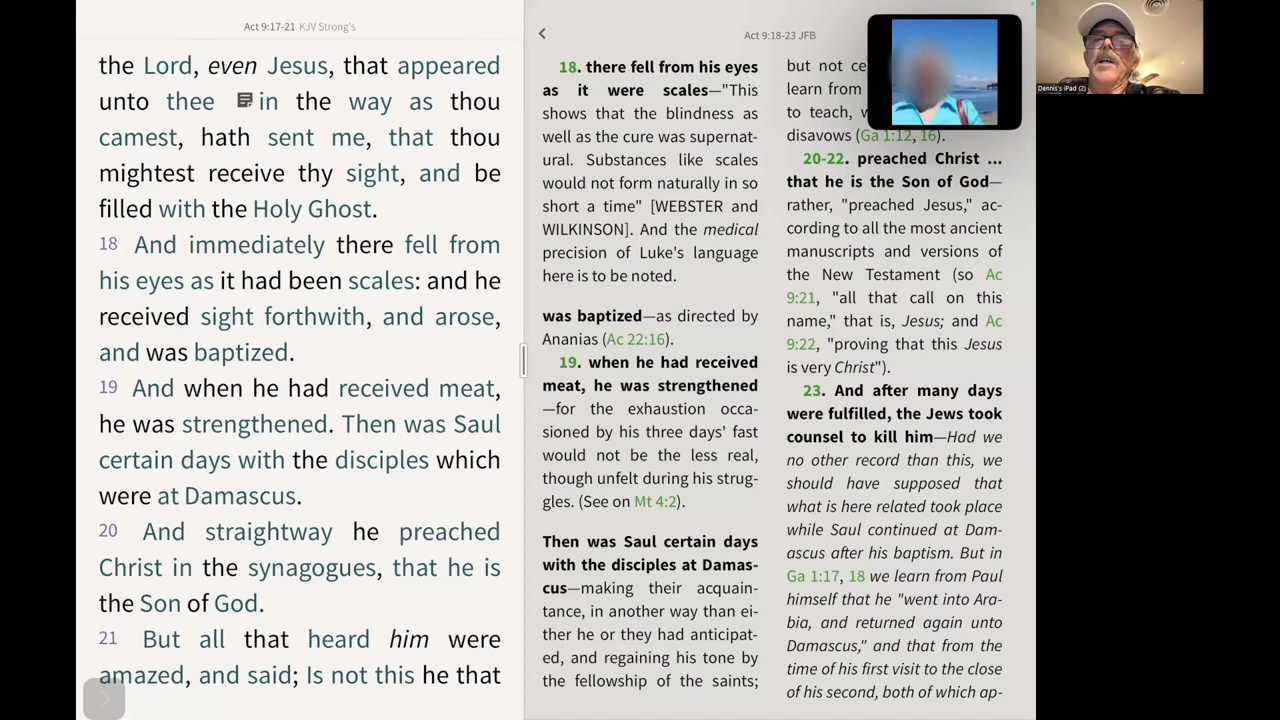 Act 9:17-21 KJV Strong's
the Lord, even Jesus, that appeared
unto thee in the way as thou
camest, hath sent me, that thou
mightest receive thy sight, and be
filled with the Holy Ghost.
18 And immediately there fell from
his eyes as it had been scales: and he
received sight forthwith, and arose,
and was baptized.
19 And when he had received meat,
he was strengthened. Then was Saul
certain days with the disciples which
were at Damascus.
20 And straightway he preached
Christ in the synagogues, that he is
the Son of God.
21 But all that heard him were
amazed, and said; Is not this he that
Act 9:18-23 JFB
18. there fell from his eyes
as it were scales—"This
shows that the blindness as
well as the cure was supernat-
ural. Substances like scales
would not form naturally in so
short a time" [WEBSTER and
WILKINSON]. And the medical
precision of Luke's language
here is to be noted.
was baptized—as directed by
Ananias (Ac 22:16).
19. when he had received
meat, he was strengthened
—for the exhaustion occa-
sioned by his three days' fast
would not be the less real,
though unfelt during his strug-
gles. (See on Mt 4:2).
Then was Saul certain days
with the disciples at Damas-
cus—making their acquain-
tance, in another way than ei-
ther he or they had anticipat-
ed, and regaining his tone by
the fellowship of the saints;
but not ce
learn from
to teach, w
disavows (Ga 1:12, 16).
20-22. preached Christ ...
that he is the Son of God—
rather, "preached Jesus," ac-
cording to all the most ancient
manuscripts and versions of
the New Testament (so Ac
9:21, "all that call on this
name," that is, Jesus; and Ac
9:22, "proving that this Jesus
is very Christ").
23. And after many days
were fulfilled, the Jews took
counsel to kill him—Had we
no other record than this, we
should have supposed that
what is here related took place
while Saul continued at Dam-
ascus after his baptism. But in
Ga 1:17, 18 we learn from Paul
himself that he "went into Ara-
bia, and returned again unto
Damascus," and that from the
time of his first visit to the close
of his second, both of which ap-
Dennis's iPad (2)